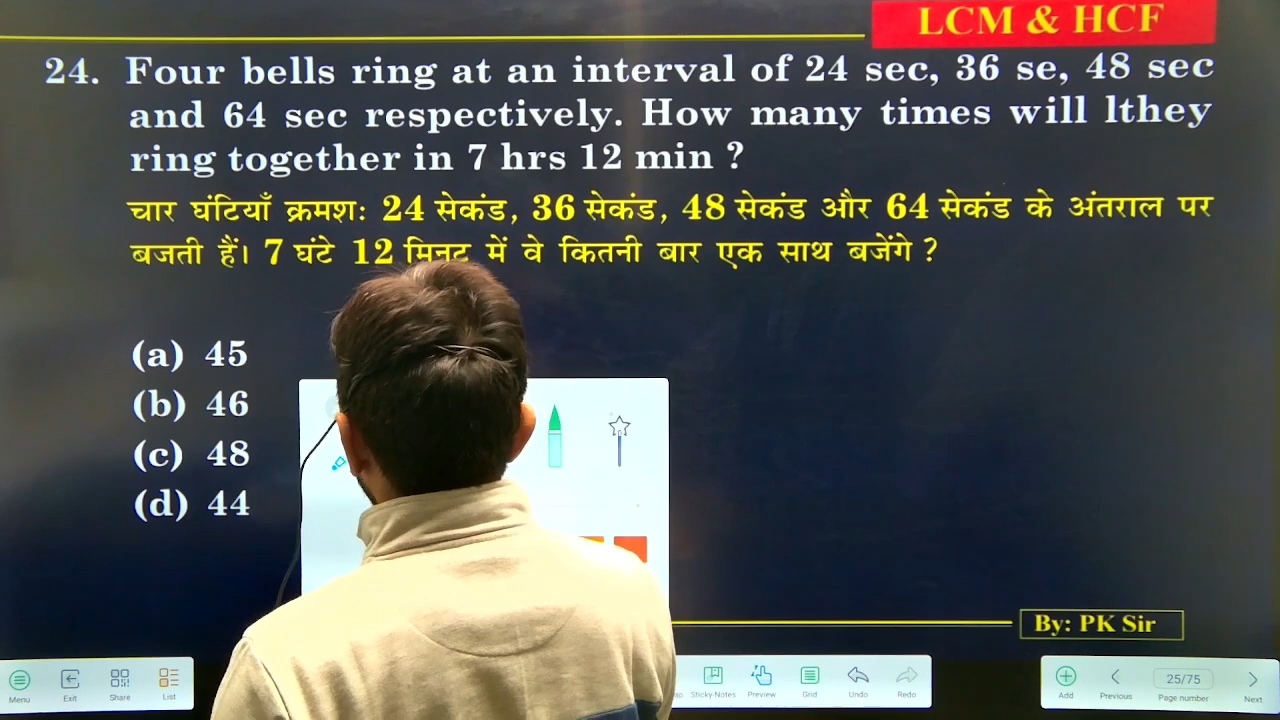 LCM & HCF
24. Four bells ring at an interval of 24 sec, 36 se, 48 sec
and 64 sec respectively. How many times will lthey
ring together in 7 hrs 12 min ?
चार घंटियाँ क्रमश: 24 सेकंड, 36 सेकंड, 48 सेकंड और 64 सेकंड के अंतराल पर
बजती हैं। 7 घंटे 12 मिनट में वे कितनी बार एक साथ बजेंगे ?
(a) 45
(b) 46
(c) 48
(d) 44
By: PK Sir
Menu Exit Share List Sticky-Notes Preview Grid Undo Redo Add Previous 25/75 Page number Next